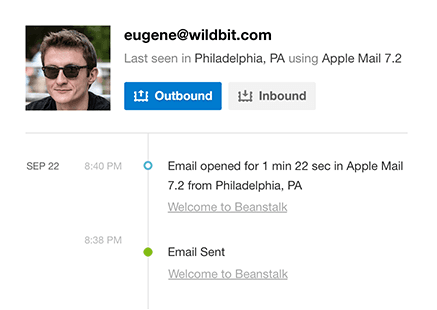 eugene@wildbit.com
Last seen in Philadelphia, PA using Apple Mail 7.2
Outbound Inbound
SEP 22 8:40 PM Email opened for 1 min 22 sec in Apple Mail
7.2 from Philadelphia, PA
Welcome to Beanstalk
8:38 PM
Email Sent
Welcome to Beanstalk